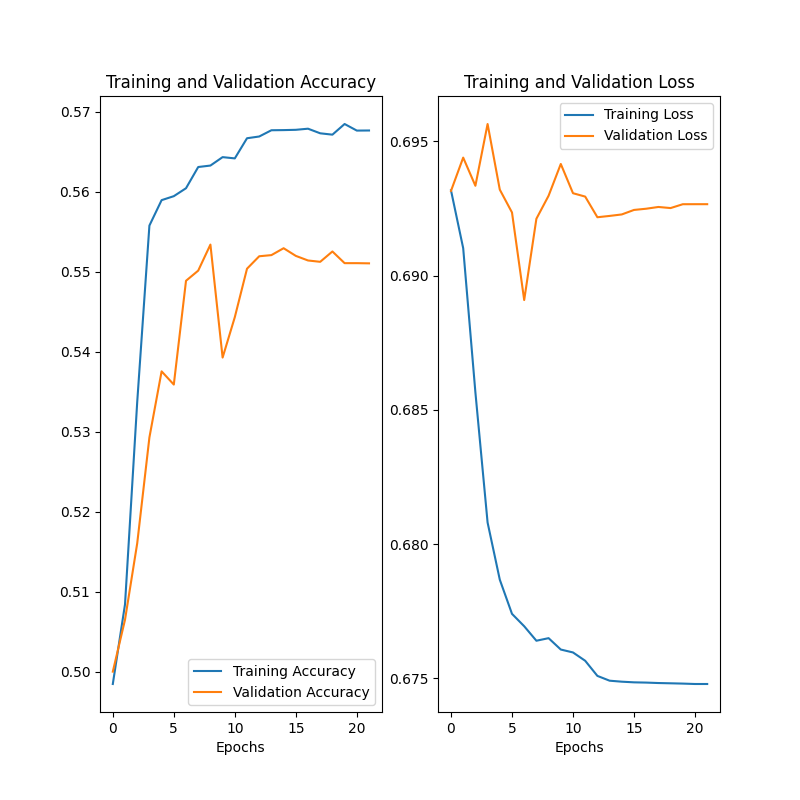 Training and Validation Accuracy
0.57
0.56
0.55
0.54
0.53
0.52
0.51
0.50
Training Accuracy
Validation Accuracy
0 5 10 15 20
Epochs
Training and Validation Loss
Training Loss
Validation Loss
0.695
0.690
0.685
0.680
0.675
0 5 10 15 20
Epochs